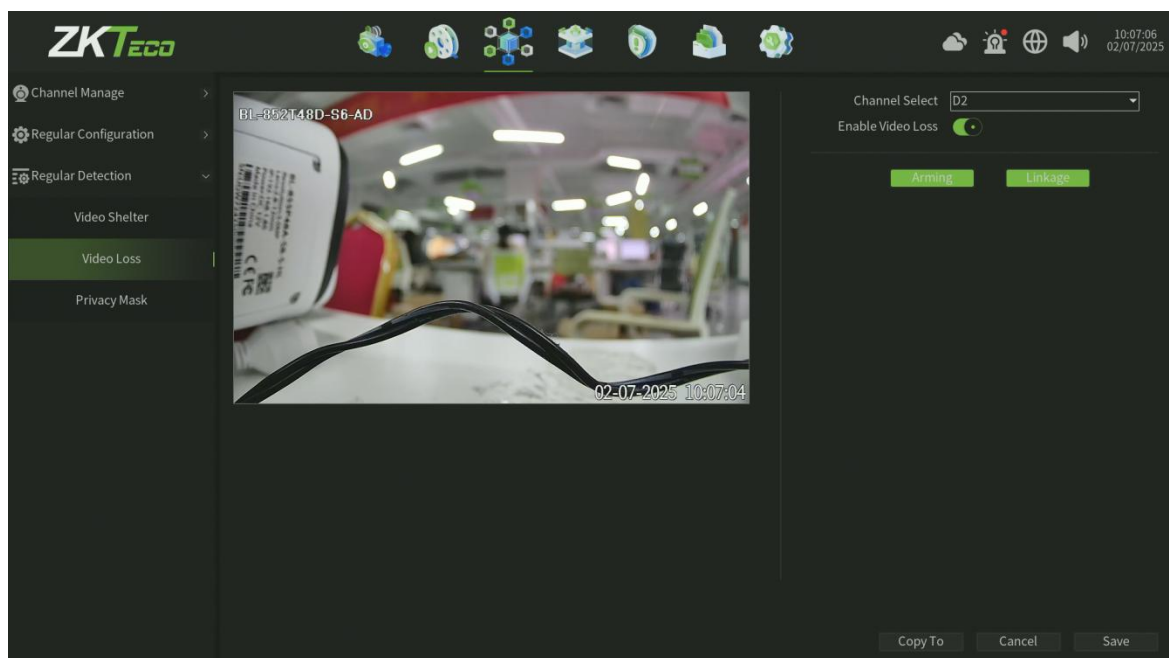 ZKTeco
10:07:06
02/07/2025
Channel Manage
Regular Configuration
Regular Detection
Video Shelter
Video Loss
Privacy Mask
BL-852T48D-S6-AD
CE FC
02-07-2025 10:07:04
Channel Select D2
Enable Video Loss
Arming Linkage
Copy To Cancel Save